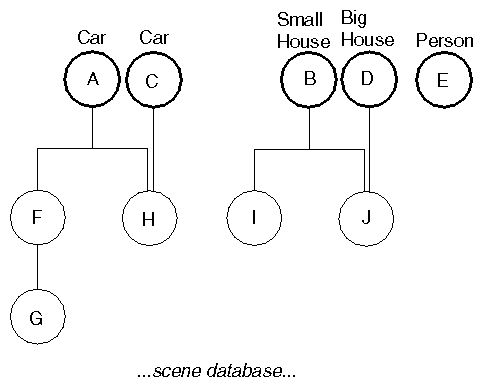 Car
Car
Small
House
Big
House
Person
A
C
B
D
E
F
H
I
J
G
...scene database...